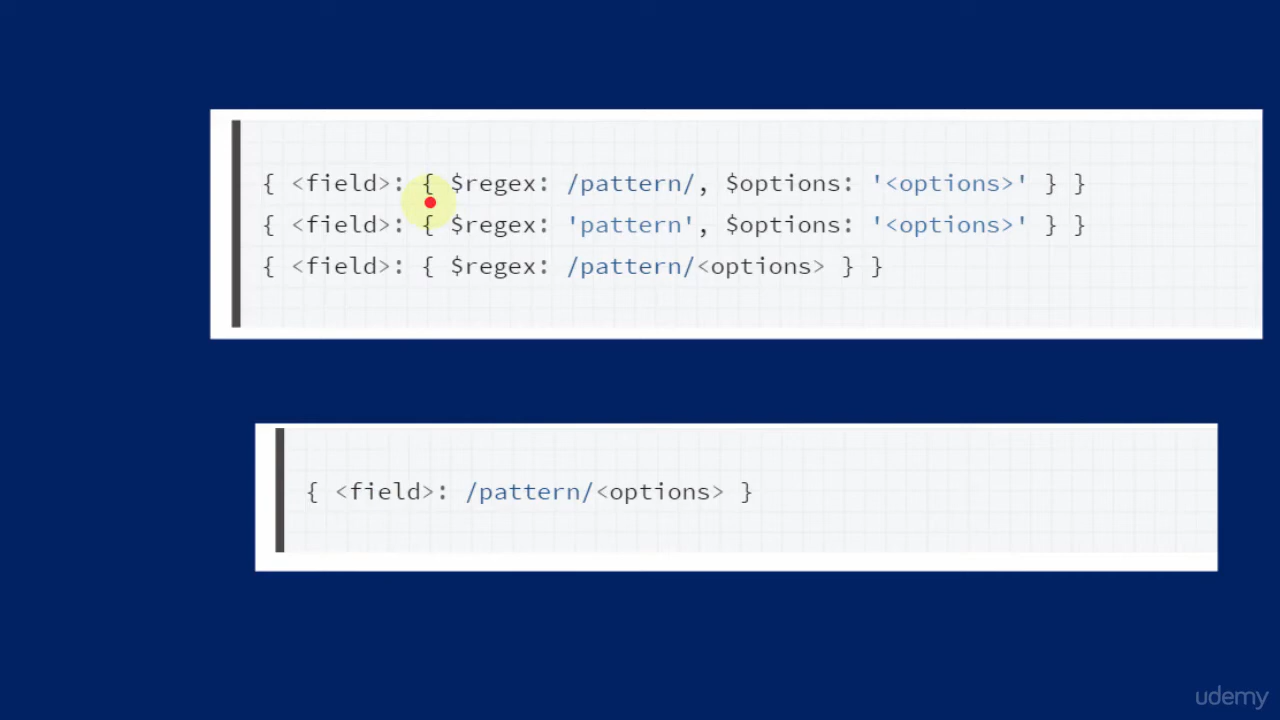 { <field>: { $regex: /pattern/, $options: '<options>' } }
{ <field>: { $regex: 'pattern', $options: '<options>' } }
{ <field>: { $regex: /pattern/<options> } }
{ <field>: /pattern/<options> }
udemy